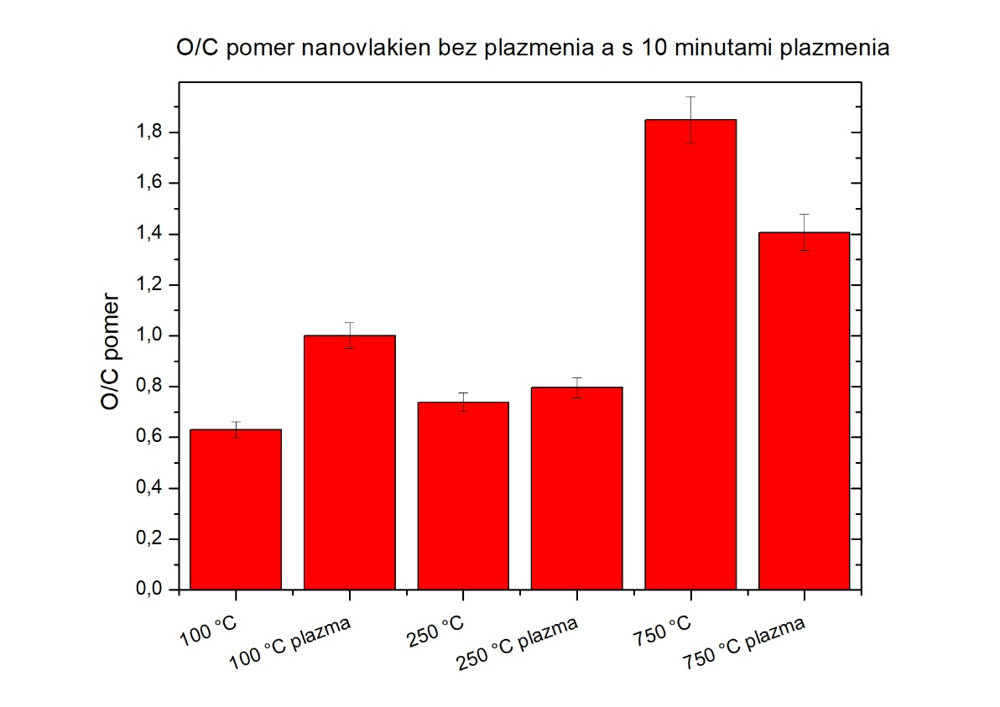 O/C pomer nanovlakien bez plazmenia a s 10 minutami plazmenia
O/C pomer
1,8
1,6
1,4
1,2
1,0
0,8
0,6
0,4
0,2
0,0
100 °C
100 °C plazma
250 °C
250 °C plazma
750 °C
750 °C plazma